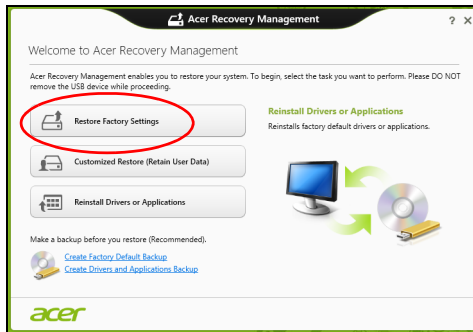 Acer Recovery Management
? X
Welcome to Acer Recovery Management
Acer Recovery Management enables you to restore your system. To begin, select the task you want to perform. Please DO NOT
remove the USB device while proceeding.
Restore Factory Settings
Customized Restore (Retain User Data)
Reinstall Drivers or Applications
Reinstall Drivers or Applications
Reinstalls factory default drivers or applications.
Make a backup before you restore (Recommended).
Create Factory Default Backup
Create Drivers and Applications Backup
acer